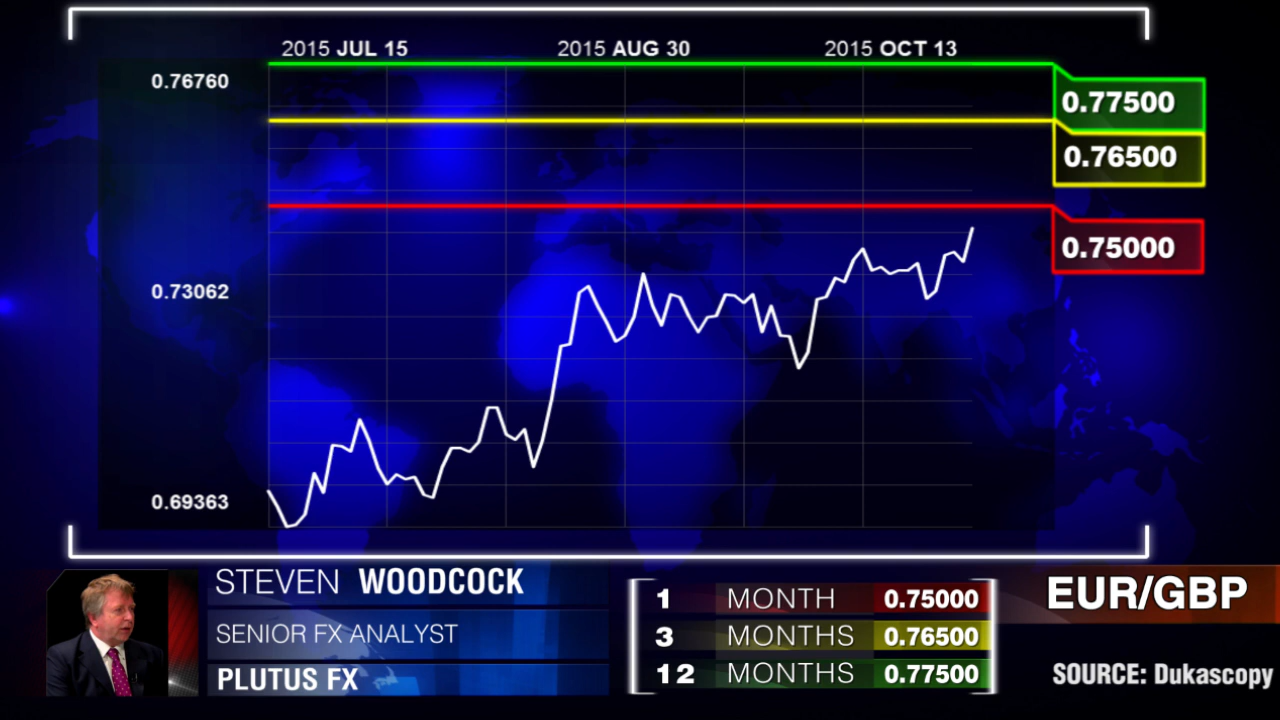 2015 JUL 15 2015 AUG 30 2015 OCT 13
0.76760
0.77500
0.76500
0.75000
0.73062
0.69363
STEVEN WOODCOCK
SENIOR FX ANALYST
PLUTUS FX
1 MONTH 0.75000
3 MONTHS 0.76500
12 MONTHS 0.77500
EUR/GBP
SOURCE: Dukascopy